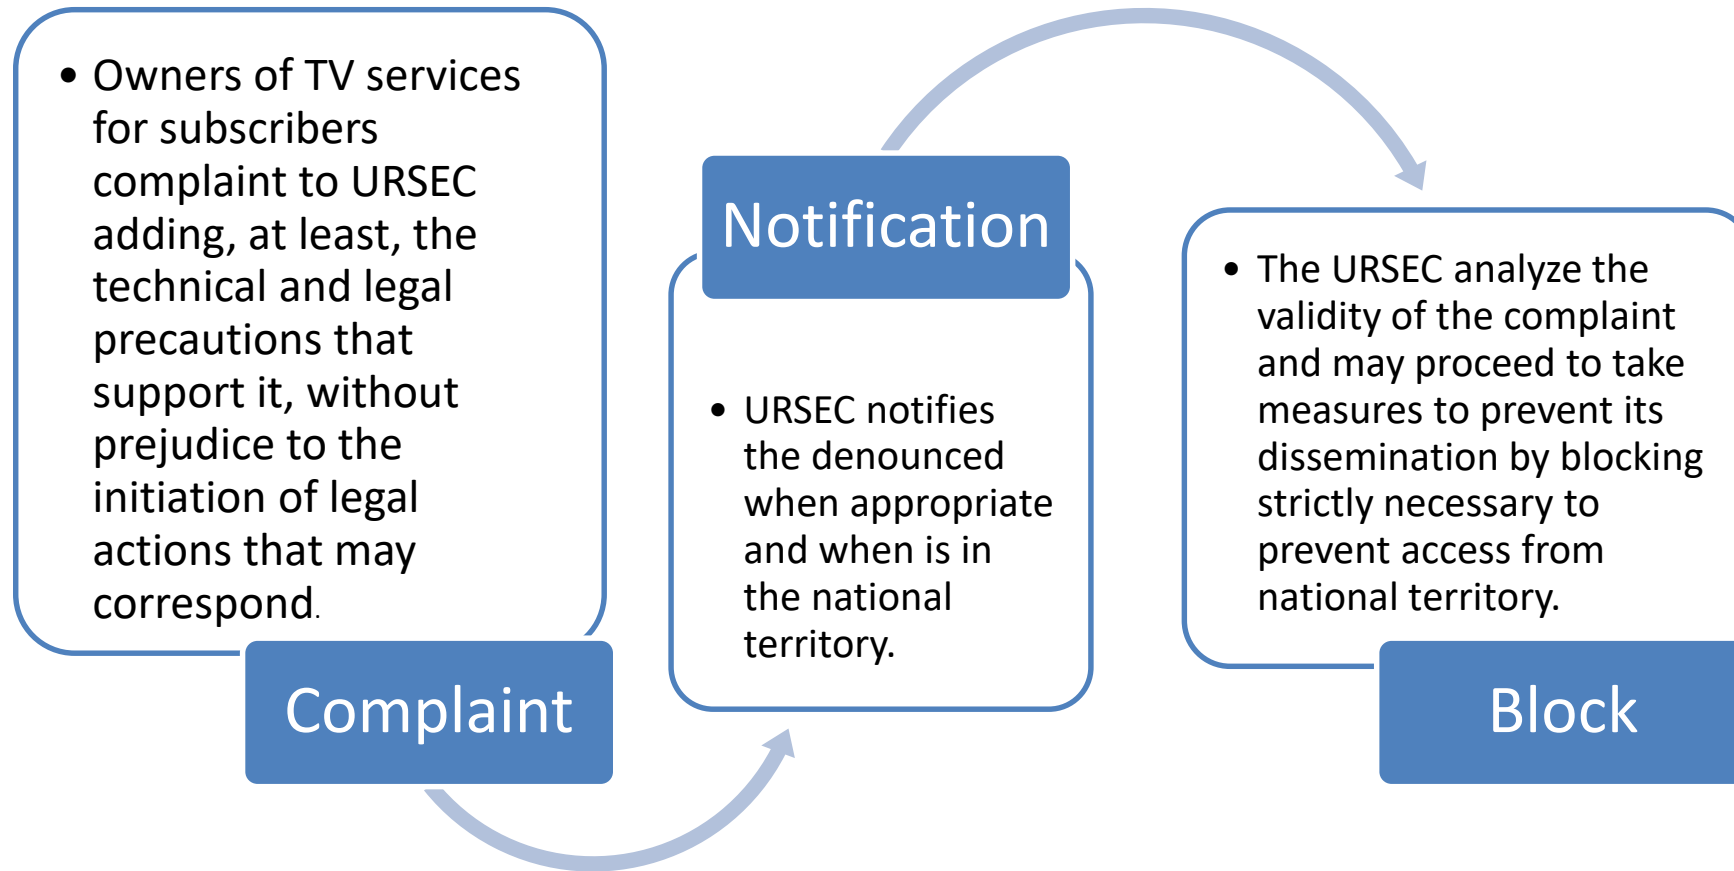 • Owners of TV services
for subscribers
complaint to URSEC
adding, at least, the
technical and legal
precautions that
support it, without
prejudice to the
initiation of legal
actions that may
correspond.
Complaint
Notification
• URSEC notifies
the denounced
when appropriate
and when is in
the national
territory.
• The URSEC analyze the
validity of the complaint
and may proceed to take
measures to prevent its
dissemination by blocking
strictly necessary to
prevent access from
national territory.
Block